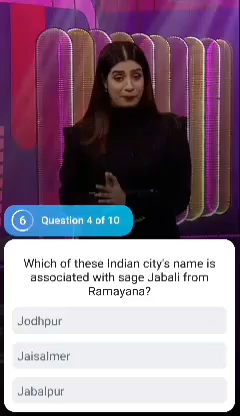 6 Question 4 of 10
Which of these Indian city's name is
associated with sage Jabali from
Ramayana?
Jodhpur
Jaisalmer
Jabalpur